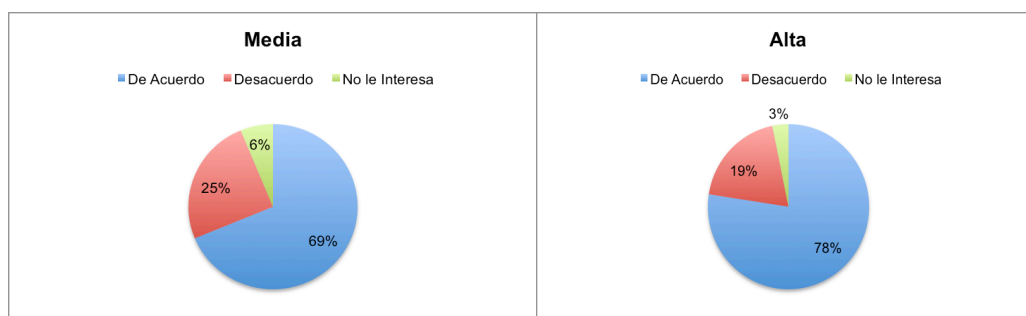 Media
De Acuerdo Desacuerdo No le Interesa
6%
25%
69%
Alta
De Acuerdo Desacuerdo No le Interesa
3%
19%
78%